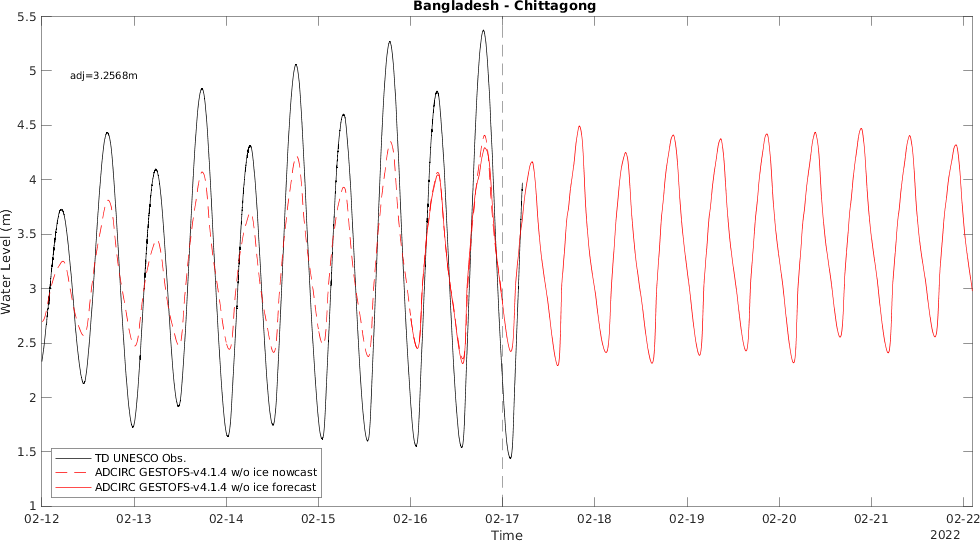 Bangladesh - Chittagong
5.5
5
4.5
4
3.5
3
2.5
2
1.5
1
Water Level (m)
adj=3.2568m
TD UNESCO Obs.
ADCIRC GESTOFS-v4.1.4 w/o ice nowcast
ADCIRC GESTOFS-v4.1.4 w/o ice forecast
02-12 02-13 02-14 02-15 02-16 02-17 02-18 02-19 02-20 02-21 02-22
Time
2022